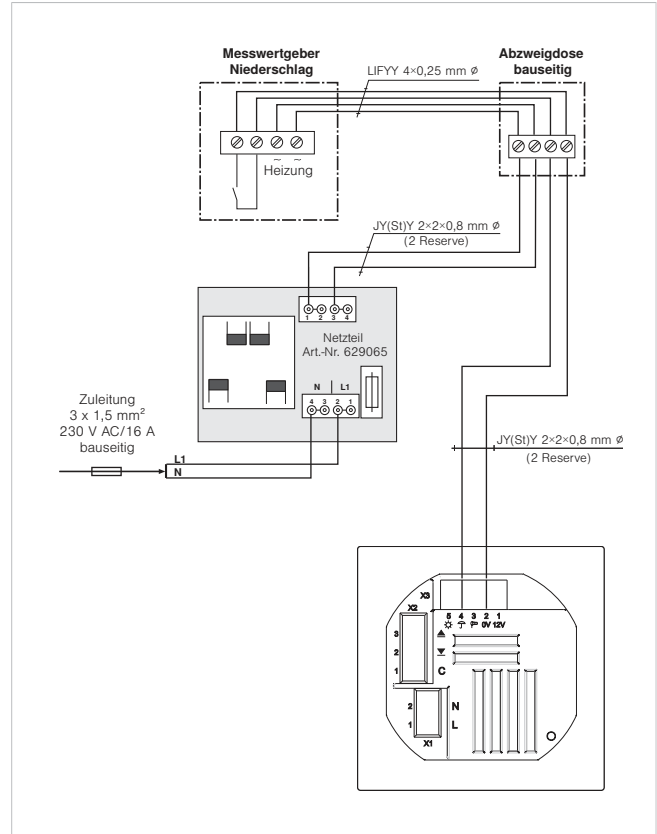 Messwertgeber
Niederschlag
Abzweigdose
bauseitig
LIFYY 4×0,25 mm ø
~ ~
Heizung
JY(St)Y 2×2×0,8 mm ø
(2 Reserve)
1 2 3 4
Netzteil
Art.-Nr. 629065
N L1
4 3 2 1
Zuleitung
3 x 1,5 mm²
230 V AC/16 A
bauseitig
L1
N
JY(St)Y 2×2×0,8 mm ø
(2 Reserve)
X3
X2
5 4 3 2 1
0V 12V
3
2
1 C
2 N
1 L
X1